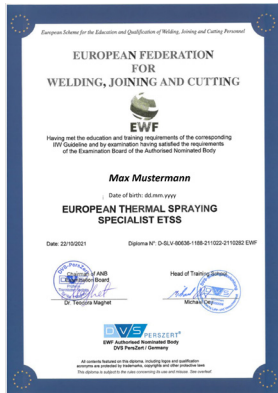 European Scheme for the Education and Qualification of Welding, Joining and Cutting Personnel
EUROPEAN FEDERATION
FOR
WELDING, JOINING AND CUTTING
EWF
Having met the education and training requirements of the corresponding
IIW Guideline and by examination having satisfied the requirements
of the Examination Board of the Authorised Nominated Body
Max Mustermann
Date of birth: dd.mm.yyyy
EUROPEAN THERMAL SPRAYING
SPECIALIST ETSS
Date: 22/10/2021
Diploma N°: D-SLV-80636-1188-211022-2110282 EWF
Chairman of ANB
Examination Board
Head of Training School
Dr. Teodora Maghet
Michael
DVS PERSZERT®
EWF Authorised Nominated Body
DVS PersZert / Germany
All contents featured on this diploma, including logos and qualification
acronyms are protected by trademarks, copyrights and other protective laws
This diploma is subject to the rules concerning its use and misuse. See overleaf